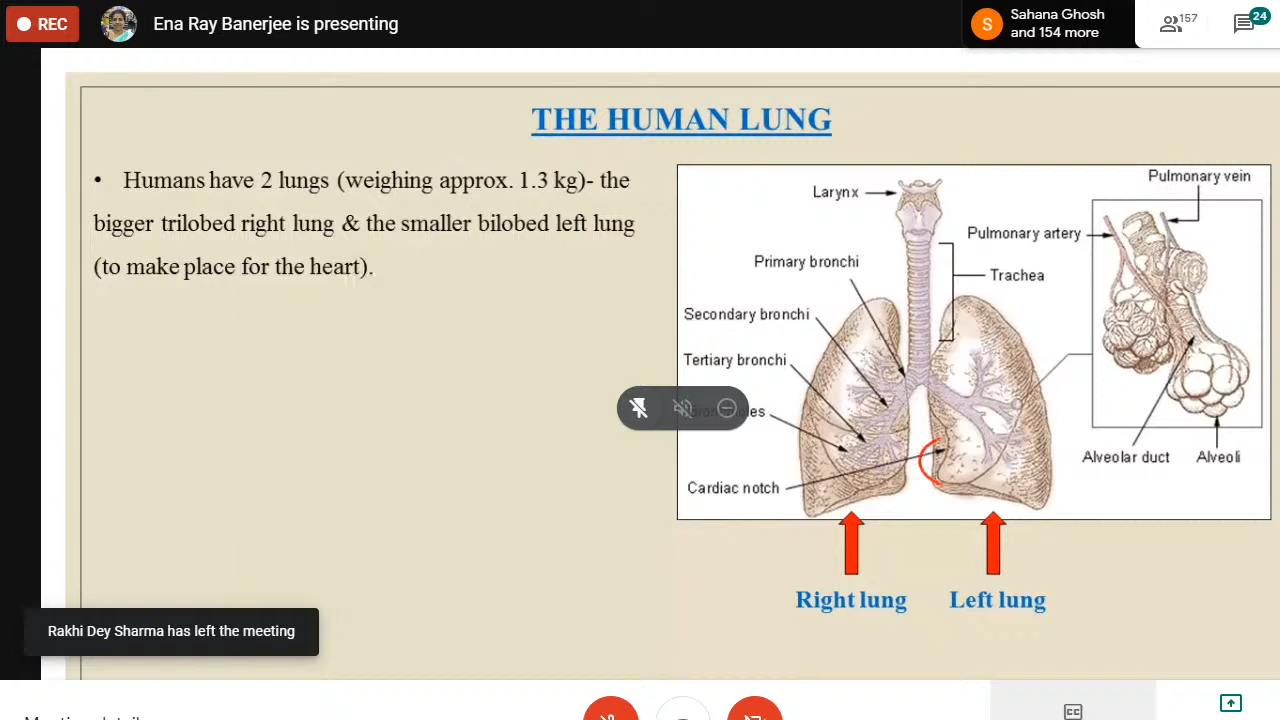 REC
Ena Ray Banerjee is presenting
S
Sahana Ghosh
and 154 more
157
24
THE HUMAN LUNG
• Humans have 2 lungs (weighing approx. 1.3 kg)- the
bigger trilobed right lung & the smaller bilobed left lung
(to make place for the heart).
Larynx
Primary bronchi
Secondary bronchi
Tertiary bronchi
Cardiac notch
Trachea
Pulmonary vein
Pulmonary artery
Alveolar duct
Alveoli
Right lung
Left lung
Rakhi Dey Sharma has left the meeting
CC